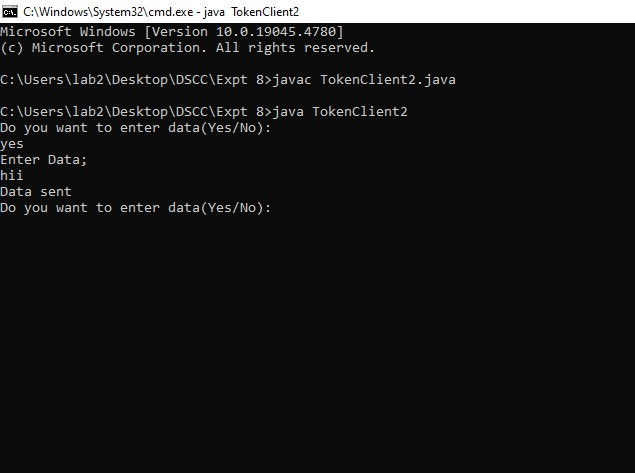 C:\Windows\System32\cmd.exe - java  TokenClient2
Microsoft Windows [Version 10.0.19045.4780]
(c) Microsoft Corporation. All rights reserved.
C:\Users\lab2\Desktop\DSCC\Expt 8>javac TokenClient2.java
C:\Users\lab2\Desktop\DSCC\Expt 8>java TokenClient2
Do you want to enter data(Yes/No):
yes
Enter Data;
hii
Data sent
Do you want to enter data(Yes/No):